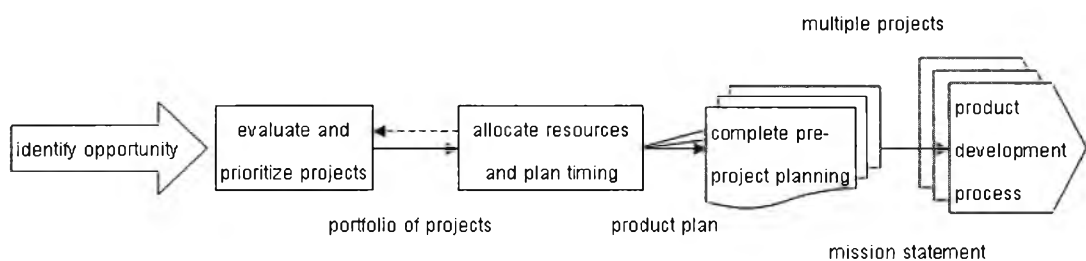 multiple projects
identify opportunity
evaluate and
prioritize projects
allocate resources
and plan timing
complete pre-
project planning
product
development
process
portfolio of projects
product plan
mission statement